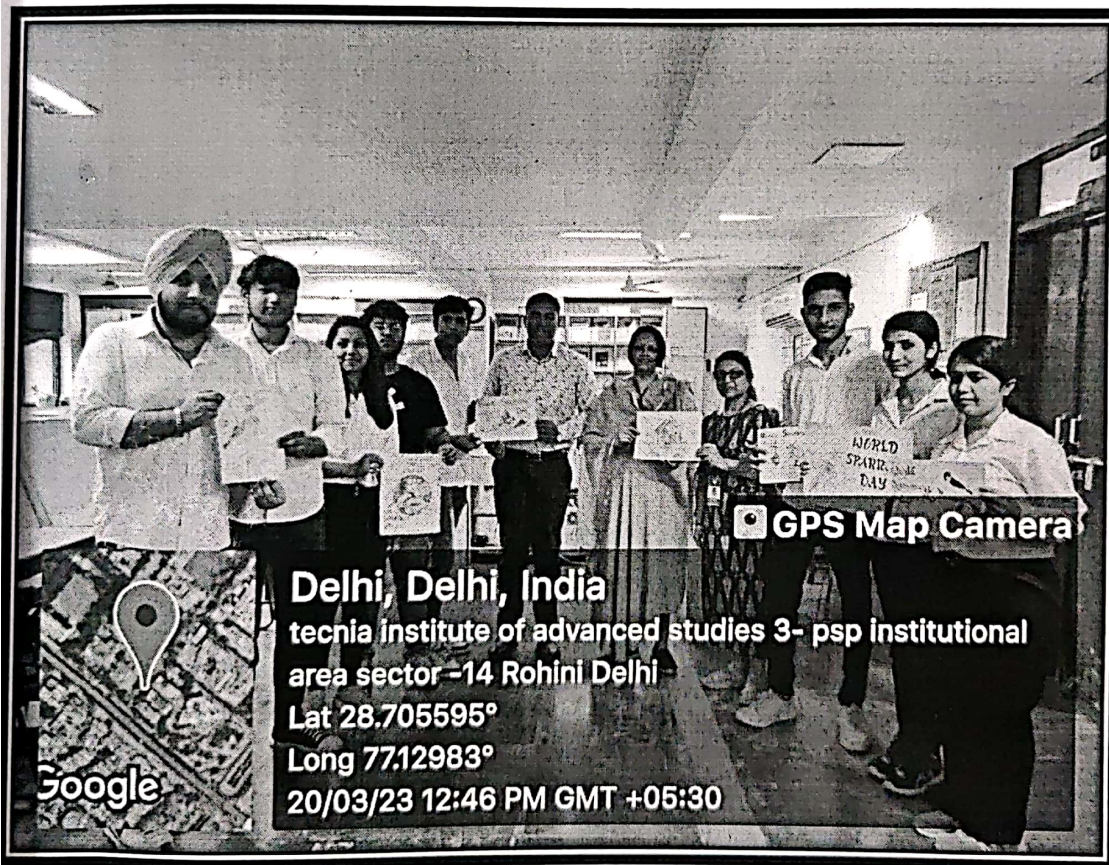 WORLD
SPARR
DAY
GPS Map Camera
Delhi, Delhi, India
tecnia institute of advanced studies 3- psp institutional
area sector -14 Rohini Delhi
Lat 28.705595°
Long 77.12983°
20/03/23 12:46 PM GMT +05:30
Google